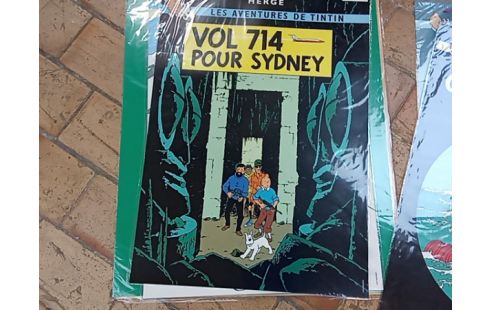 HERGÉ
LES AVENTURES DE TINTIN
VOL 714
POUR SYDNEY